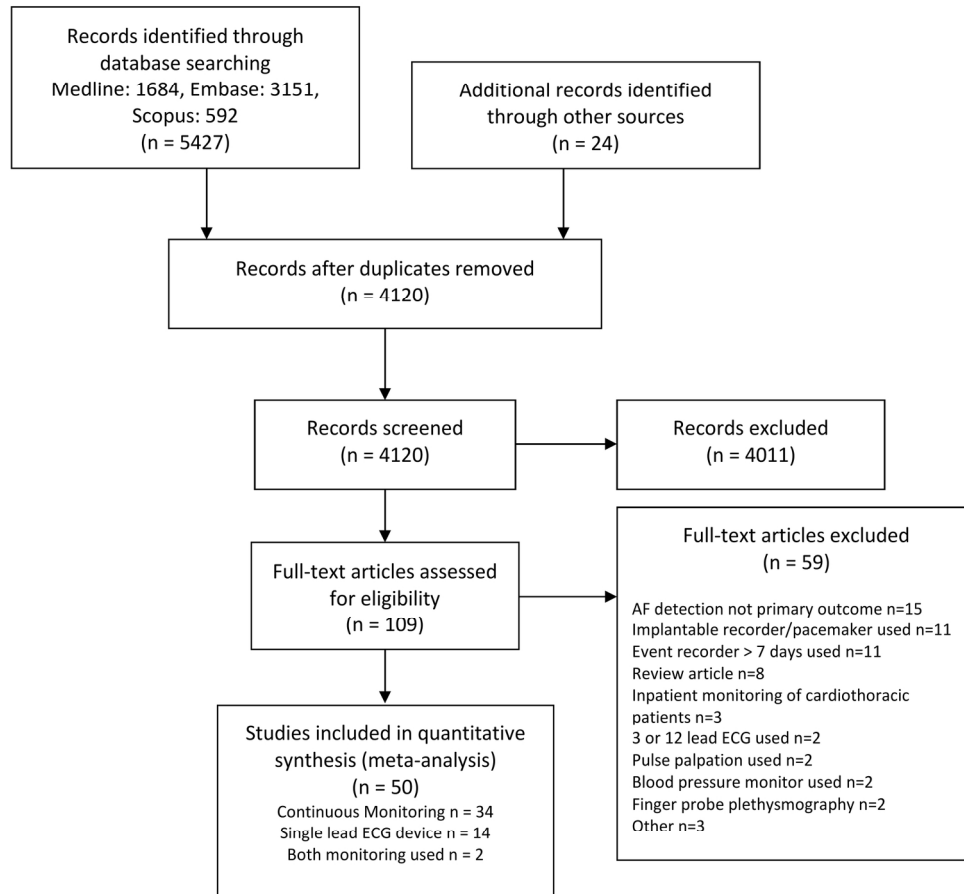 Records identified through
database searching
Medline: 1684, Embase: 3151,
Scopus: 592
(n = 5427)
Additional records identified
through other sources
(n = 24)
Records after duplicates removed
(n = 4120)
Records screened
(n = 4120)
Records excluded
(n = 4011)
Full-text articles assessed
for eligibility
(n = 109)
Full-text articles excluded
(n = 59)
AF detection not primary outcome n=15
Implantable recorder/pacemaker used n=11
Event recorder > 7 days used n=11
Review article n=8
Inpatient monitoring of cardiothoracic
patients n=3
3 or 12 lead ECG used n=2
Pulse palpation used n=2
Blood pressure monitor used n=2
Finger probe plethysmography n=2
Other n=3
Studies included in quantitative
synthesis (meta-analysis)
(n = 50)
Continuous Monitoring n = 34
Single lead ECG device n = 14
Both monitoring used n = 2